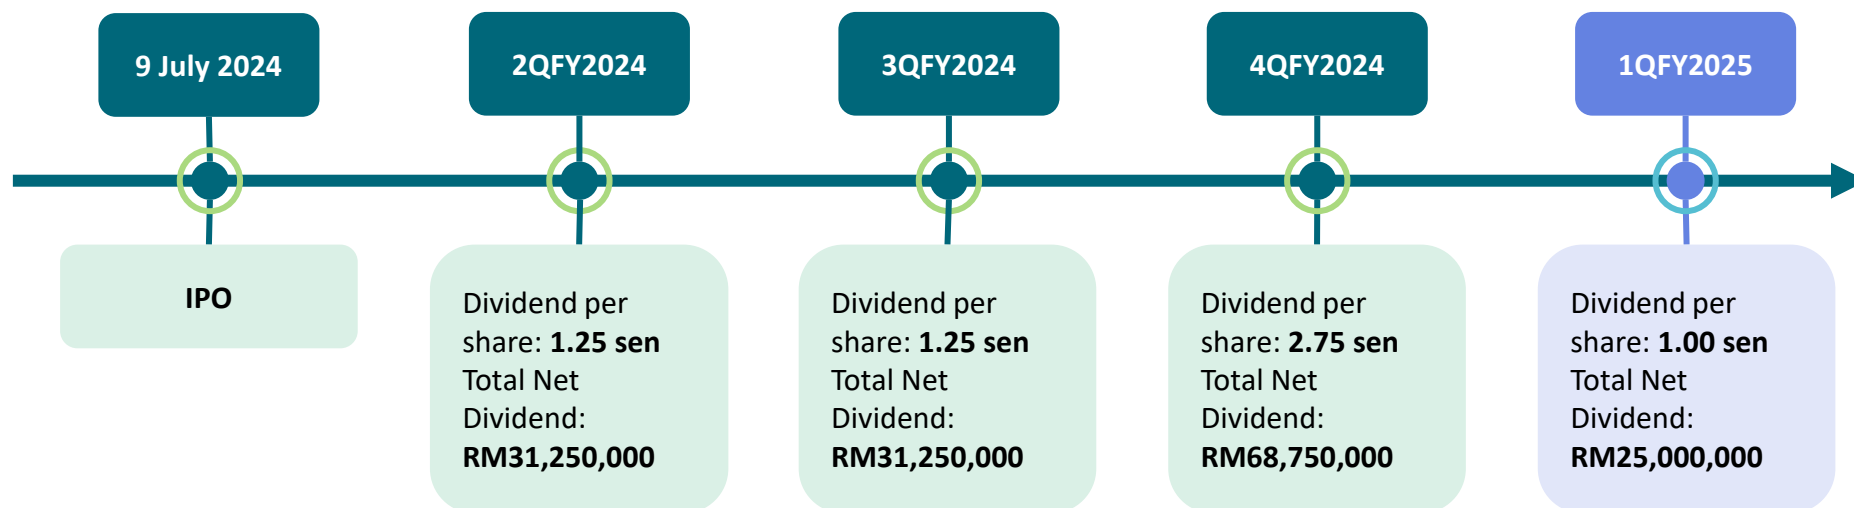 9 July 2024
2QFY2024
3QFY2024
4QFY2024
1QFY2025
IPO
Dividend per
share: 1.25 sen
Total Net
Dividend:
RM31,250,000
Dividend per
share: 1.25 sen
Total Net
Dividend:
RM31,250,000
Dividend per
share: 2.75 sen
Total Net
Dividend:
RM68,750,000
Dividend per
share: 1.00 sen
Total Net
Dividend:
RM25,000,000